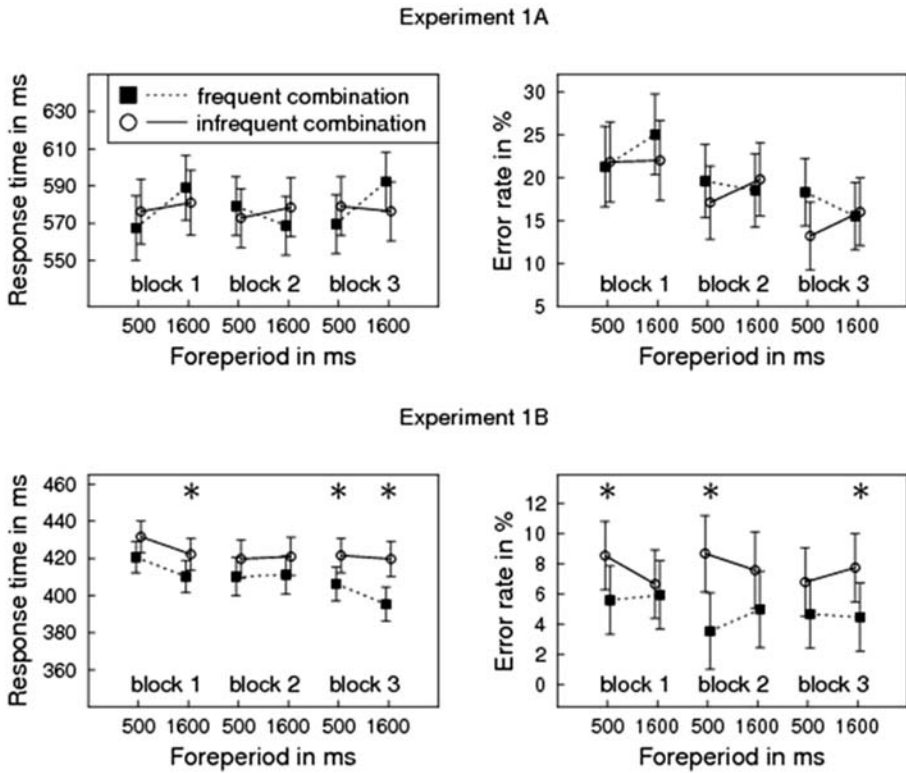 Experiment 1A
Response time in ms
630
610
590
570
550
frequent combination
infrequent combination
block 1 block 2 block 3
500 1600 500 1600 500 1600
Foreperiod in ms
Error rate in %
30
25
20
15
10
5
block 1 block 2 block 3
500 1600 500 1600 500 1600
Foreperiod in ms
Experiment 1B
Response time in ms
460
440
420
400
380
360
* * *
block 1 block 2 block 3
500 1600 500 1600 500 1600
Foreperiod in ms
Error rate in %
12
10
8
6
4
2
0
* * *
block 1 block 2 block 3
500 1600 500 1600 500 1600
Foreperiod in ms